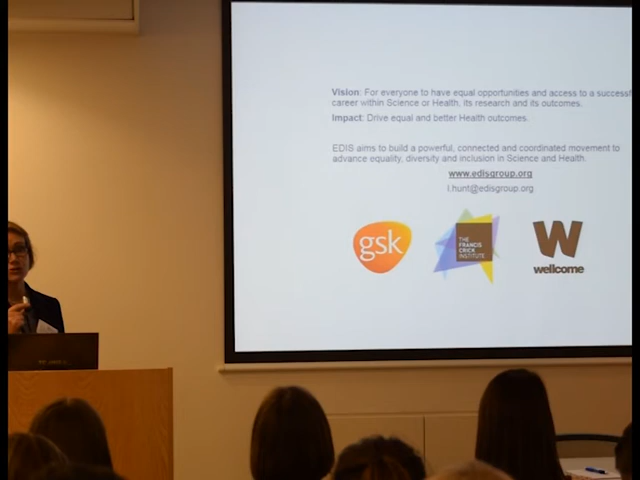 Vision: For everyone to have equal opportunities and access to a successf
career within Science or Health, its research and its outcomes.
Impact: Drive equal and better Health outcomes.
EDIS aims to build a powerful, connected and coordinated movement to
advance equality, diversity and inclusion in Science and Health.
www.edisgroup.org
l.hunt@edisgroup.org
gsk
THE
FRANCIS
CRICK
INSTITUTE
W
wellcome